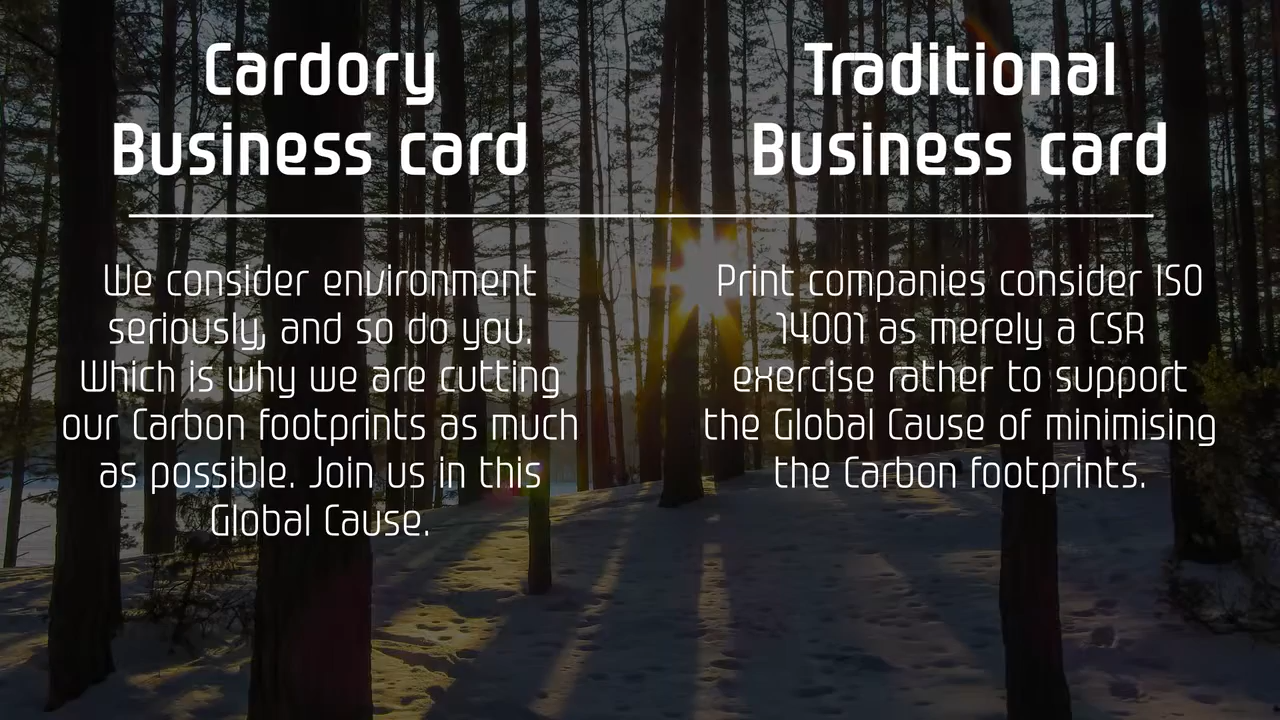 Cardory
Business card
We consider environment
seriously, and so do you.
Which is why we are cutting
our Carbon footprints as much
as possible. Join us in this
Global Cause.
Traditional
Business card
Print companies consider ISO
14001 as merely a CSR
exercise rather to support
the Global Cause of minimising
the Carbon footprints.